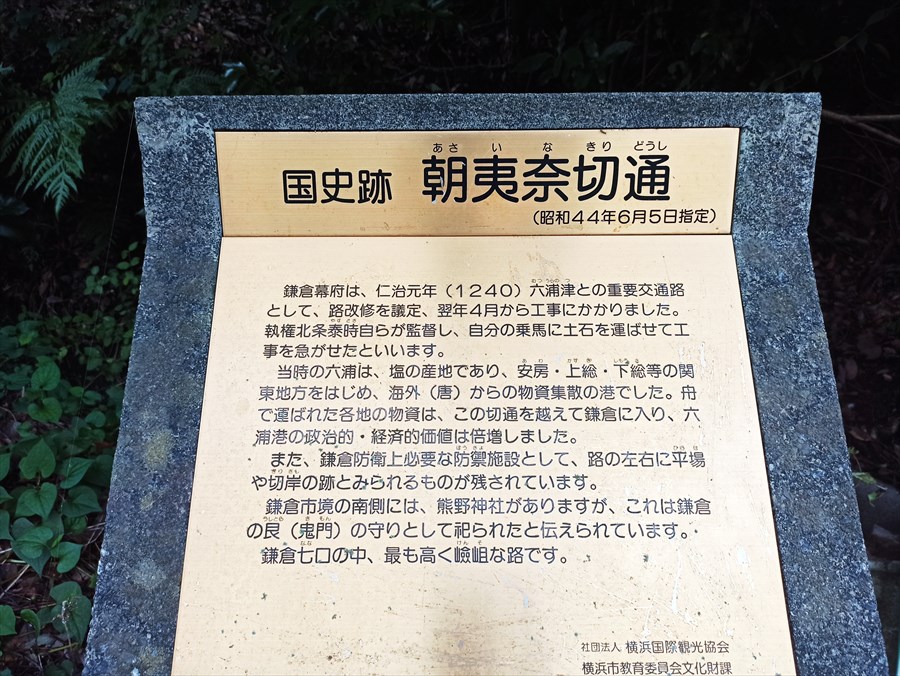 あさ い な きり どうし
国史跡 朝夷奈切通
(昭和44年6月5日指定)
鎌倉幕府は、仁治元年(1240)六浦津との重要交通路
として、路改修を議定、翌年4月から工事にかかりました。
執権北条泰時自らが監督し、自分の乗馬に土石を運ばせて工
事を急がせたといいます。
当時の六浦は、塩の産地であり、安房・上総・下総等の関
東地方をはじめ、海外(唐)からの物資集散の港でした。舟
で運ばれた各地の物資は、この切通を越えて鎌倉に入り、六
浦港の政治的・経済的価値は倍増しました。
また、鎌倉防衛上必要な防禦施設として、路の左右に平場
や切岸の跡とみられるものが残されています。
鎌倉市境の南側には、熊野神社がありますが、これは鎌倉
の艮(鬼門)の守りとして祀られたと伝えられています。
鎌倉七口の中、最も高く嶮岨な路です。
社団法人 横浜国際観光協会
横浜市教育委員会文化財課